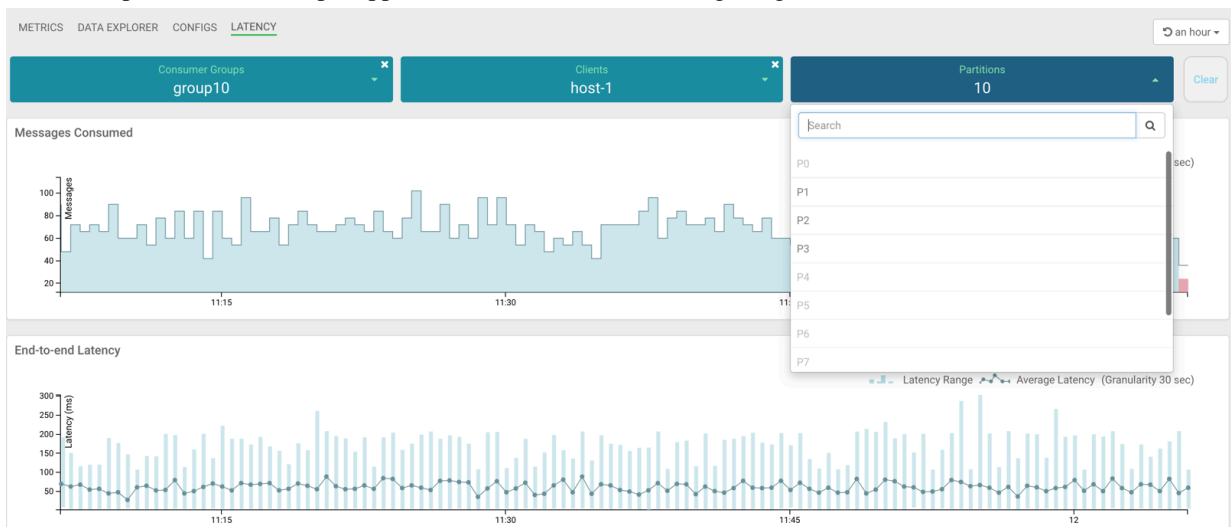 METRICS DATA EXPLORER CONFIGS LATENCY
an hour
Consumer Groups
group10
Clients
host-1
Partitions
10
Clear
Messages Consumed
Search
sec)
P0
P1
P2
P3
P4
P5
P6
P7
Messages
100
80
60
40
20
11:15
11:30
11:
End-to-end Latency
Latency Range Average Latency (Granularity 30 sec)
Latency (ms)
300
250
200
150
100
50
11:15
11:30
11:45
12